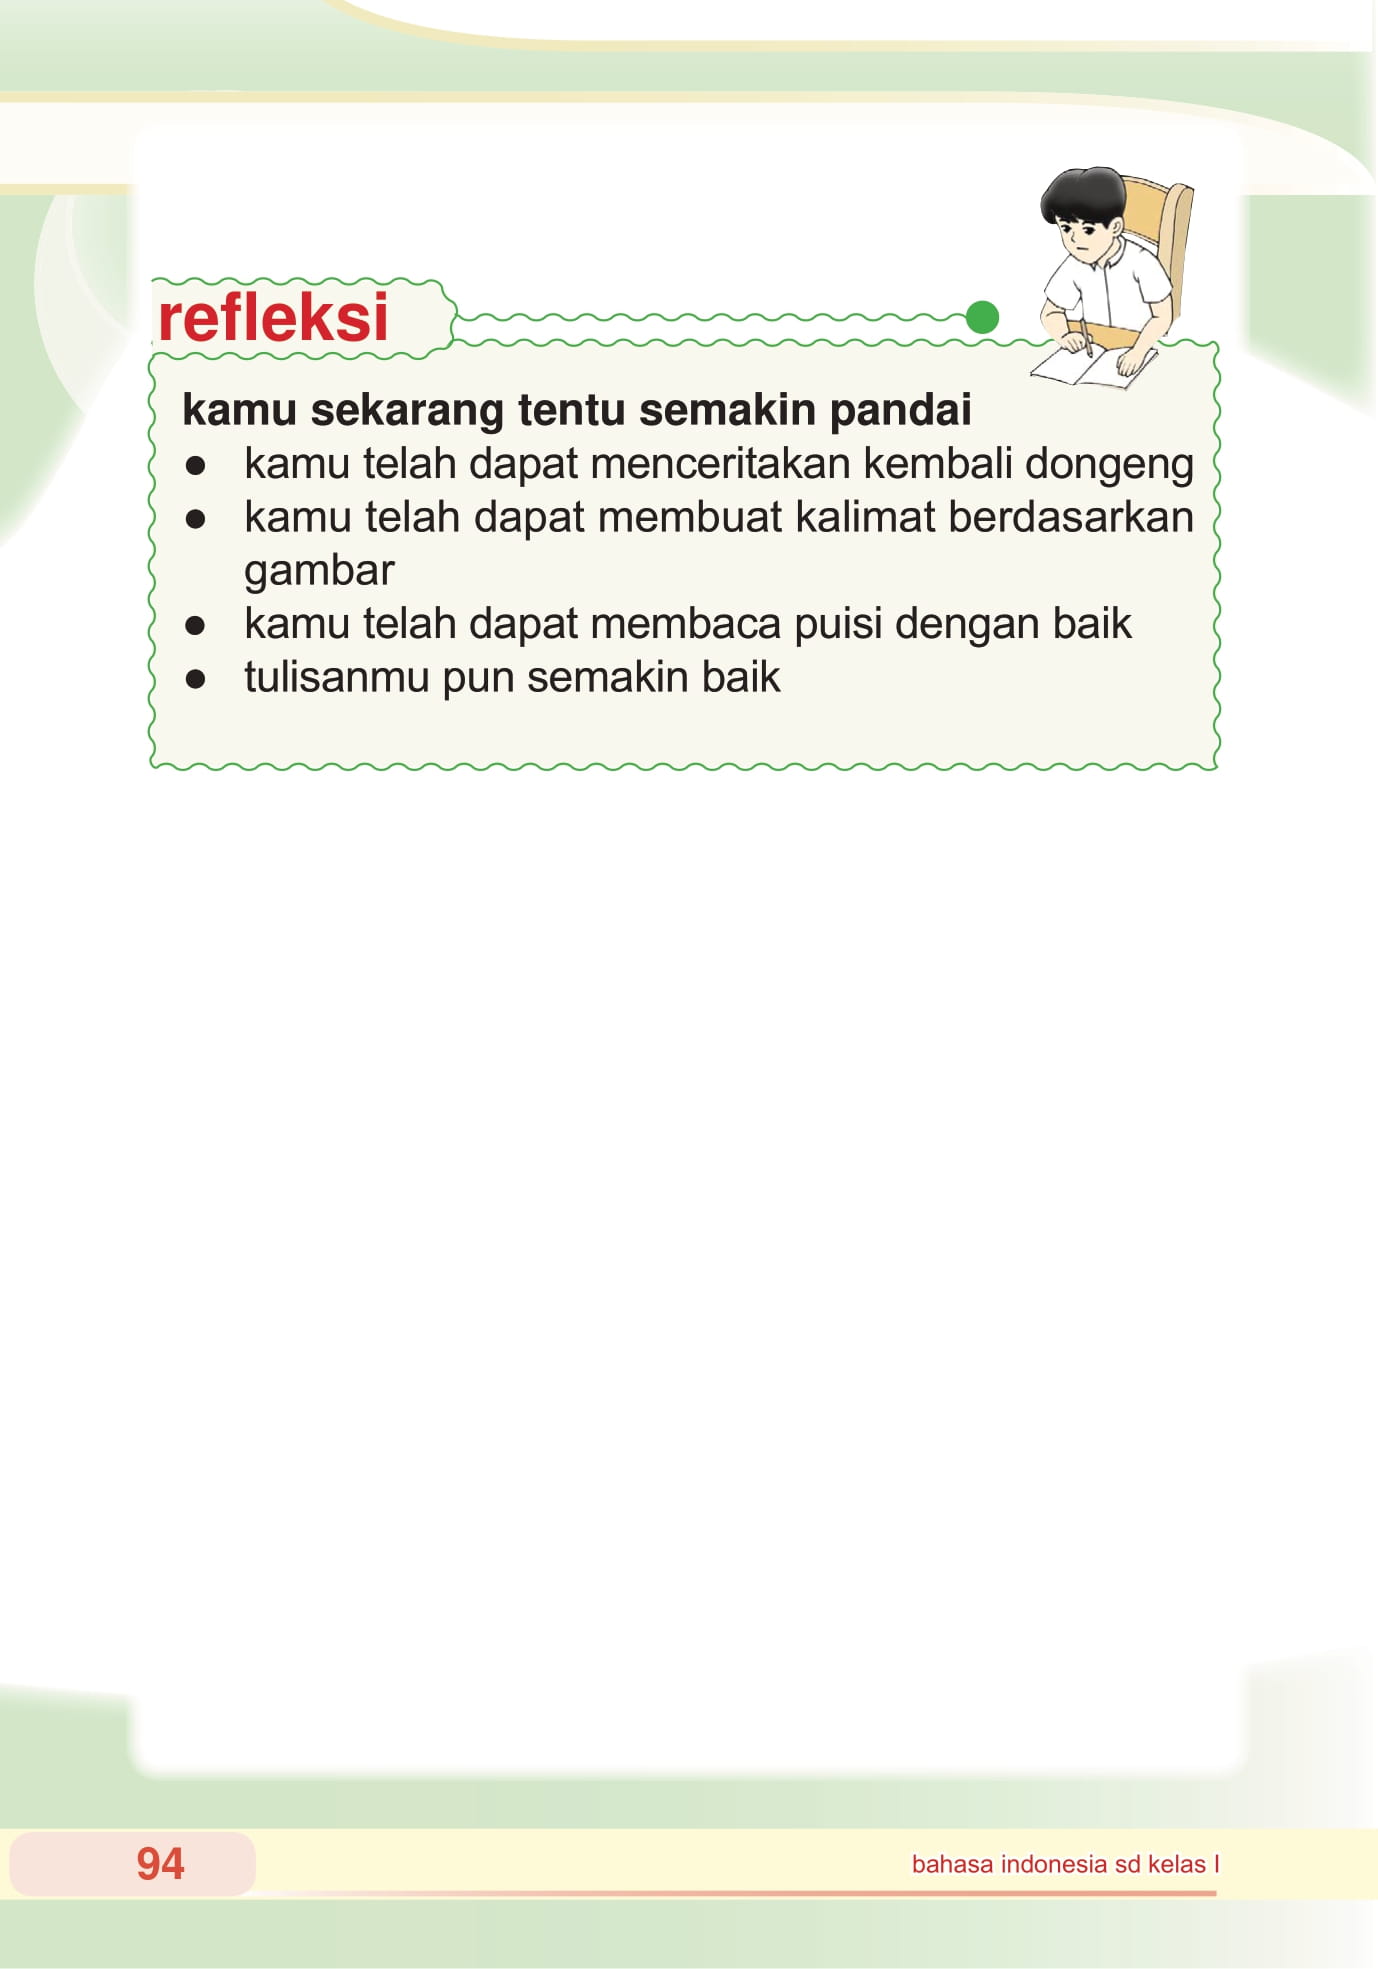 refleksi
kamu sekarang tentu semakin pandai
● kamu telah dapat menceritakan kembali dongeng
● kamu telah dapat membuat kalimat berdasarkan
gambar
● kamu telah dapat membaca puisi dengan baik
● tulisanmu pun semakin baik
94
bahasa indonesia sd kelas I